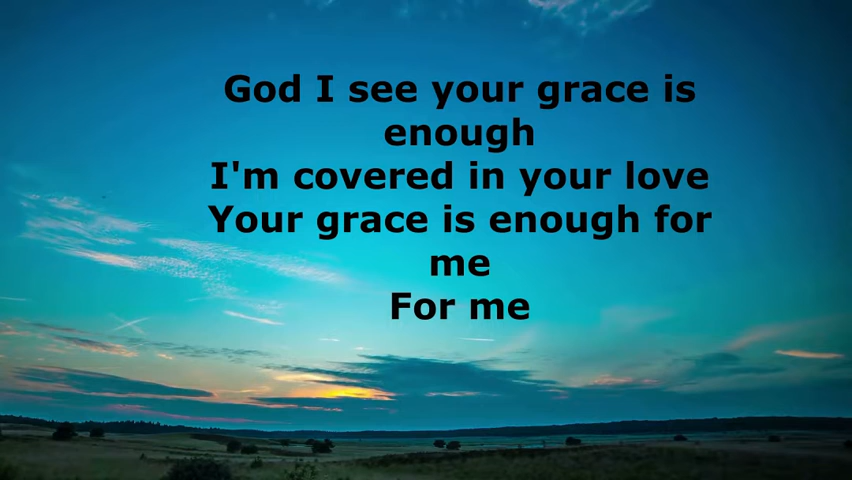 God I see your grace is
enough
I'm covered in your love
Your grace is enough for
me
For me